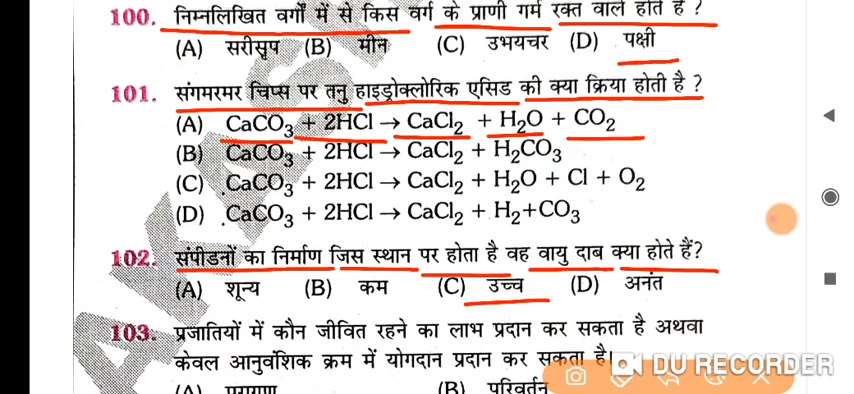 100. निम्नलिखित वर्गों में से किस वर्ग के प्राणी गर्म रक्त वाले होते हैं ?
(A) सरीसृप (B) मीन (C) उभयचर (D) पक्षी
101. संगमरमर चिप्स पर तनु हाइड्रोक्लोरिक एसिड की क्या क्रिया होती है ?
(A) CaCO₃ + 2HCl → CaCl₂ + H₂O + CO₂
(B) CaCO₃ + 2HCl → CaCl₂ + H₂CO₃
(C) CaCO₃ + 2HCl → CaCl₂ + H₂O + Cl + O₂
(D) CaCO₃ + 2HCl → CaCl₂ + H₂+CO₃
102. संपीडनों का निर्माण जिस स्थान पर होता है वह वायु दाब क्या होते हैं?
(A) शून्य (B) कम (C) उच्च (D) अनंत
103. प्रजातियों में कौन जीवित रहने का लाभ प्रदान कर सकता है अथवा
केवल आनुवंशिक क्रम में योगदान प्रदान कर सकता है।
(A) (B) परिवर्तन
DU RECORDER